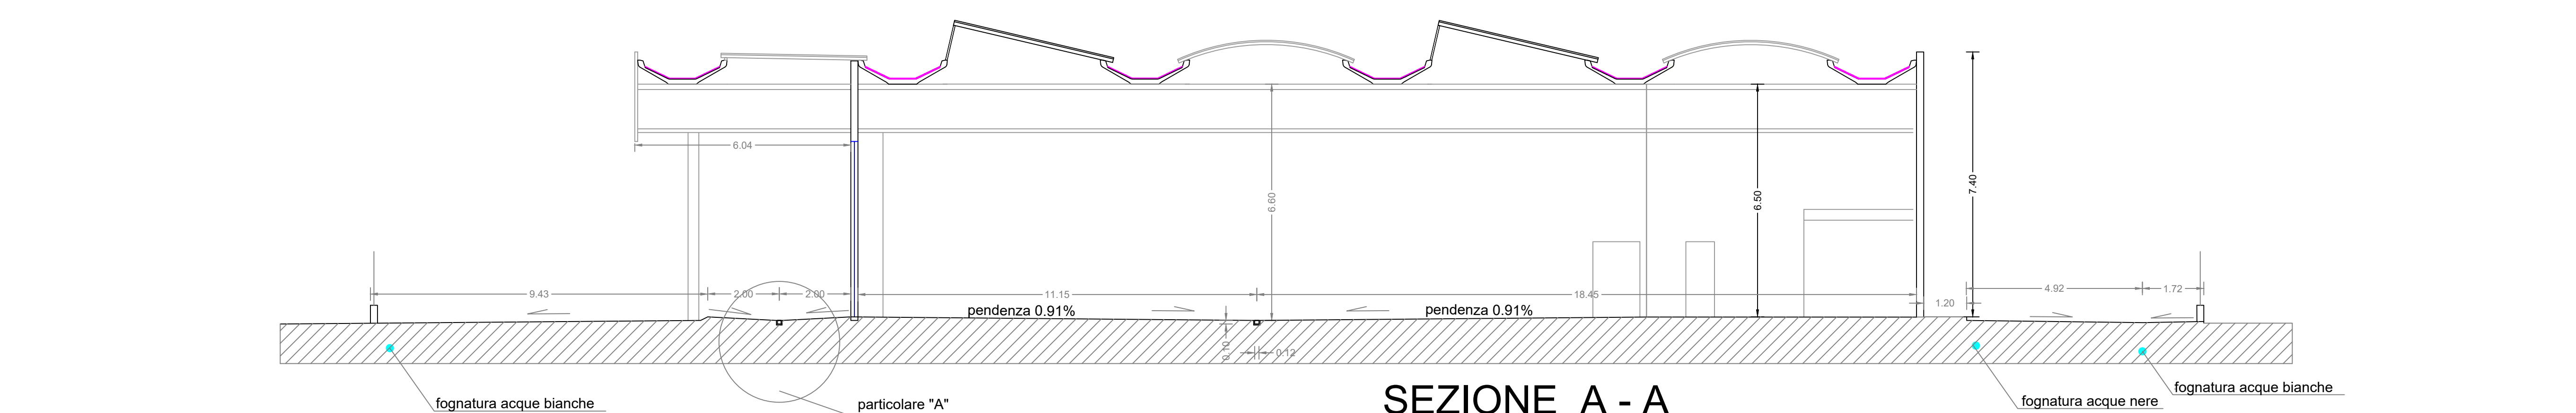 6.04
6.60
6.50
7.40
9.43
2.00
2.00
11.15
18.45
1.20
4.92
1.72
pendenza 0.91%
pendenza 0.91%
0.10
0.12
fognatura acque bianche
particolare "A"
SEZIONE A - A
fognatura acque nere
fognatura acque bianche